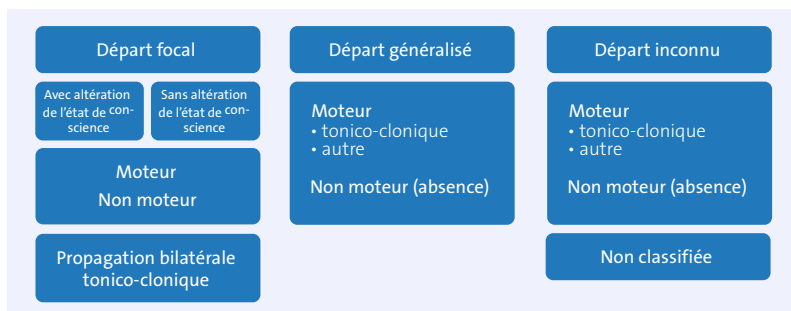 Départ focal
Avec altération
de l'état de con-
science
Sans altération
de l'état de con-
science
Moteur
Non moteur
Propagation bilatérale
tonico-clonique
Départ généralisé
Moteur
• tonico-clonique
• autre
Non moteur (absence)
Départ inconnu
Moteur
• tonico-clonique
• autre
Non moteur (absence)
Non classifiée